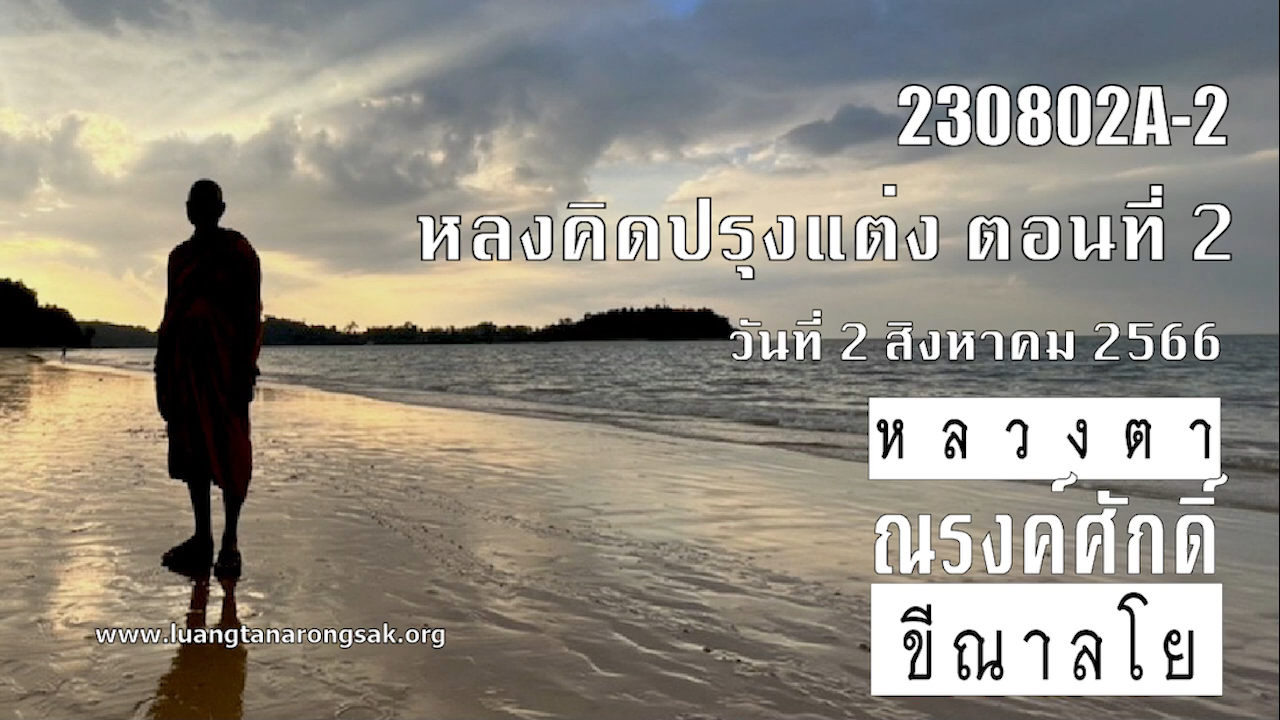 230802A-2
หลงคิดปรุงแต่ง ตอนที่ 2
วันที่ 2 สิงหาคม 2566
หลวงตา
ณรงค์ศักดิ์
ขีณาลโย
www.luangtanarongsak.org